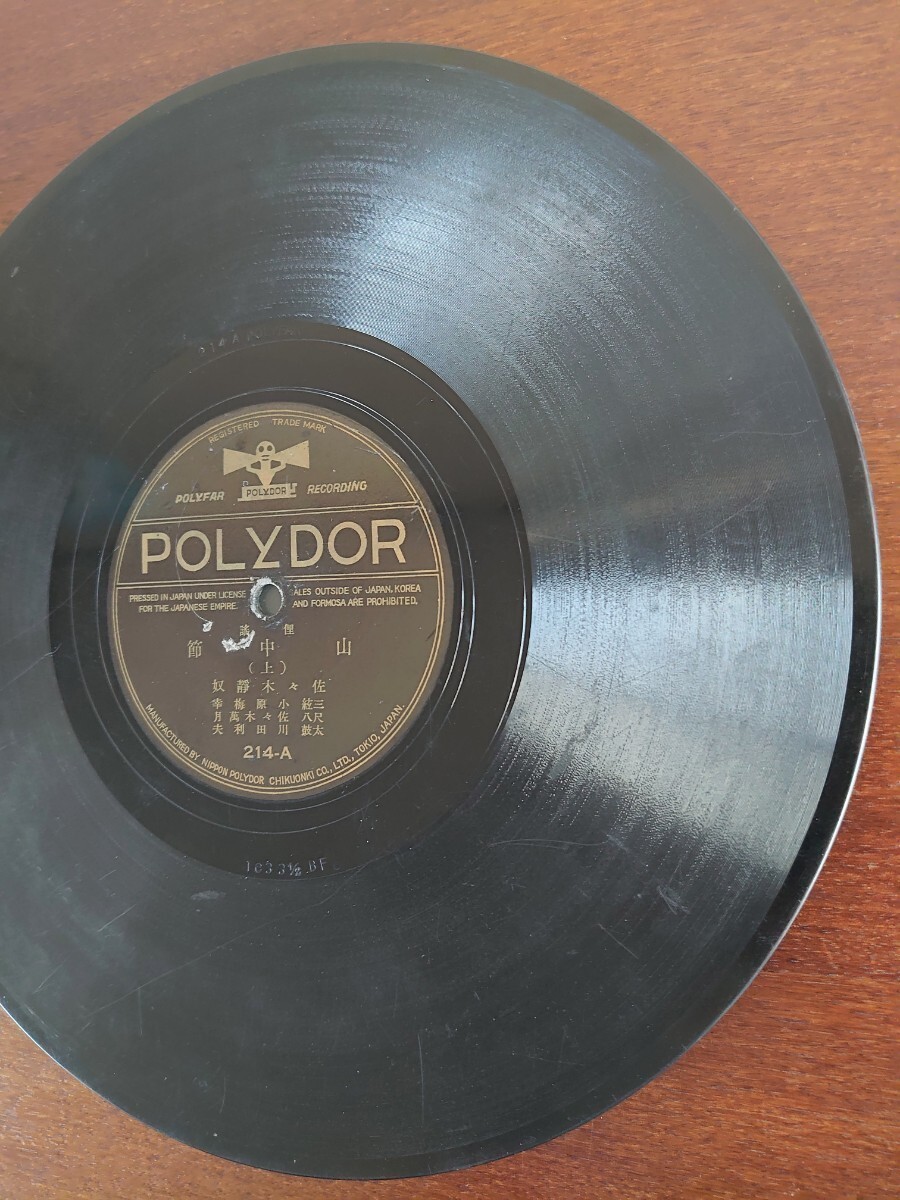 REGISTERED TRADE MARK
POLYDOR
POLYFAR RECORDING
POLYDOR
PRESSED IN JAPAN UNDER LICENSE ALES OUTSIDE OF JAPAN, KOREA
FOR THE JAPANESE EMPIRE. AND FORMOSA ARE PROHIBITED.
俚謠
山中節
(上)
佐々木靜奴
三絃 小原梅幸
尺八 佐々木萬月
太鼓 川田利夫
214-A
MANUFACTURED BY NIPPON POLYDOR CHIKUONKI CO., LTD., TOKIO, JAPAN.